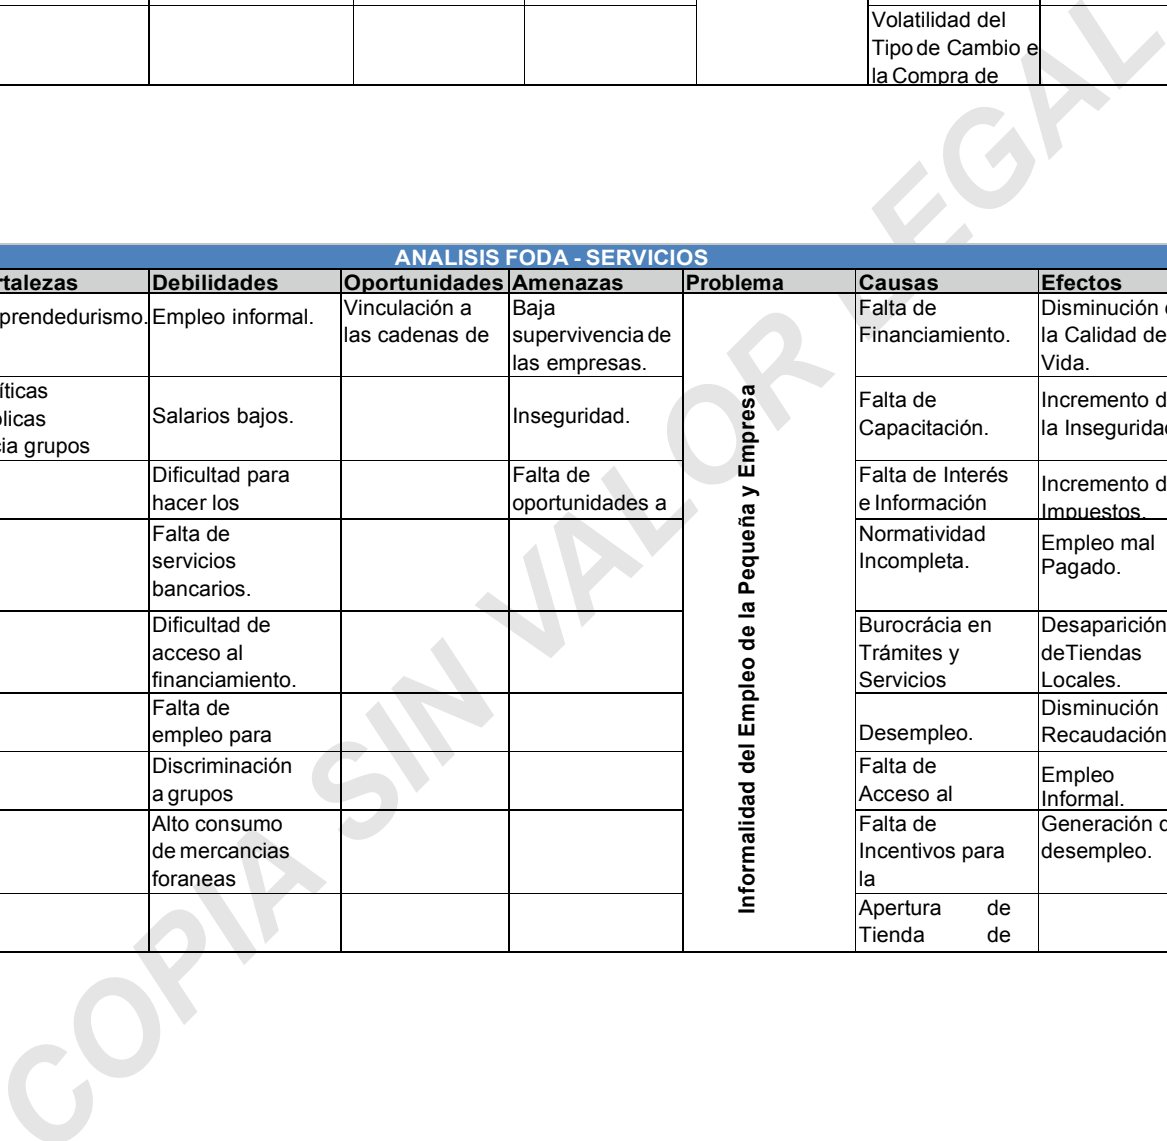 Volatilidad del
Tipo de Cambio e
la Compra de
ANALISIS FODA - SERVICIOS
rtalezas
Debilidades
Oportunidades
Amenazas
Problema
Causas
Efectos
prendedurismo.
Empleo informal.
Vinculación a
las cadenas de
Baja
supervivencia de
las empresas.
Informalidad del Empleo de la Pequeña y Empresa
Falta de
Financiamiento.
Disminución
la Calidad de
Vida.
íticas
blicas
cia grupos
Salarios bajos.
Inseguridad.
Falta de
Capacitación.
Incremento d
la Insegurida
Dificultad para
hacer los
Falta de
oportunidades a
Falta de Interés
e Información
Incremento d
Impuestos.
Falta de
servicios
bancarios.
Normatividad
Incompleta.
Empleo mal
Pagado.
Dificultad de
acceso al
financiamiento.
Burocrácia en
Trámites y
Servicios
Desaparición
deTiendas
Locales.
Falta de
empleo para
Desempleo.
Disminución
Recaudación
Discriminación
a grupos
Falta de
Acceso al
Empleo
Informal.
Alto consumo
de mercancias
foraneas
Falta de
Incentivos para
la
Generación d
desempleo.
Apertura de
Tienda de
COPIA SIN VALOR LEGAL